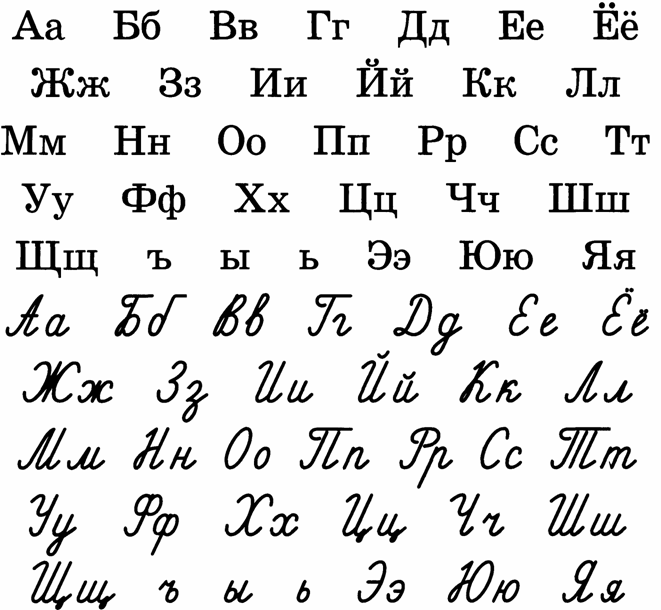 Аа Бб Вв Гг Дд Ее Ёё
Жж Зз Ии Йй Кк Лл
Мм Нн Оо Пп Рр Сс Тт
Уу Фф Хх Цц Чч Шш
Щщ ъ ы ь Ээ Юю Яя
Аа Бб Вв Гг Дд Ее Ёё
Жж Зз Ии Йй Кк Лл
Мм Нн Оо Пп Рр Сс Тт
Уу Фф Хх Цц Чч Шш
Щщ ъ ы ь Ээ Юю Яя